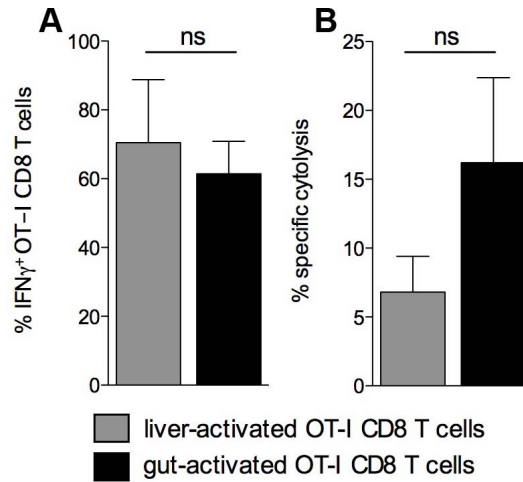 A
ns
100
80
60
40
20
0
% IFNγ+ OT-I CD8 T cells
B
ns
25
20
15
10
5
0
% specific cytolysis
liver-activated OT-I CD8 T cells
gut-activated OT-I CD8 T cells